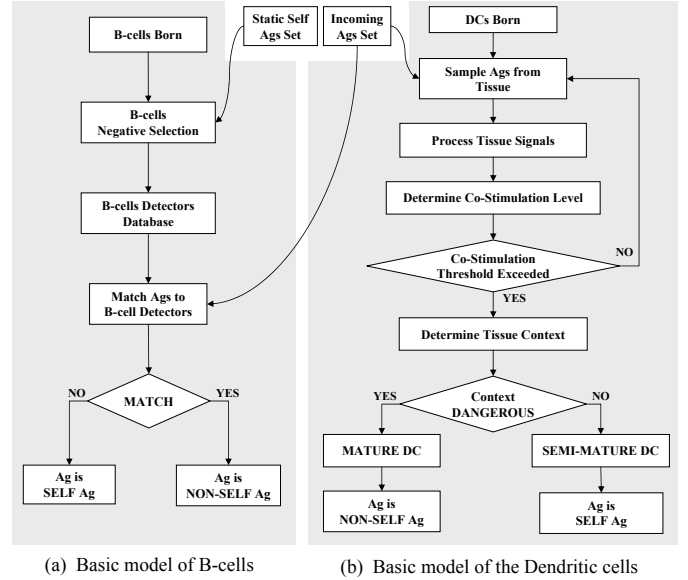 Static Self
Ags Set
Incoming
Ags Set
B-cells Born
B-cells
Negative Selection
B-cells Detectors
Database
Match Ags to
B-cell Detectors
NO
YES
MATCH
Ag is
SELF Ag
Ag is
NON-SELF Ag
(a) Basic model of B-cells
DCs Born
Sample Ags from
Tissue
Process Tissue Signals
Determine Co-Stimulation Level
Co-Stimulation
Threshold Exceeded
NO
YES
Determine Tissue Context
YES
Context
DANGEROUS
NO
MATURE DC
SEMI-MATURE DC
Ag is
NON-SELF Ag
Ag is
SELF Ag
(b) Basic model of the Dendritic cells